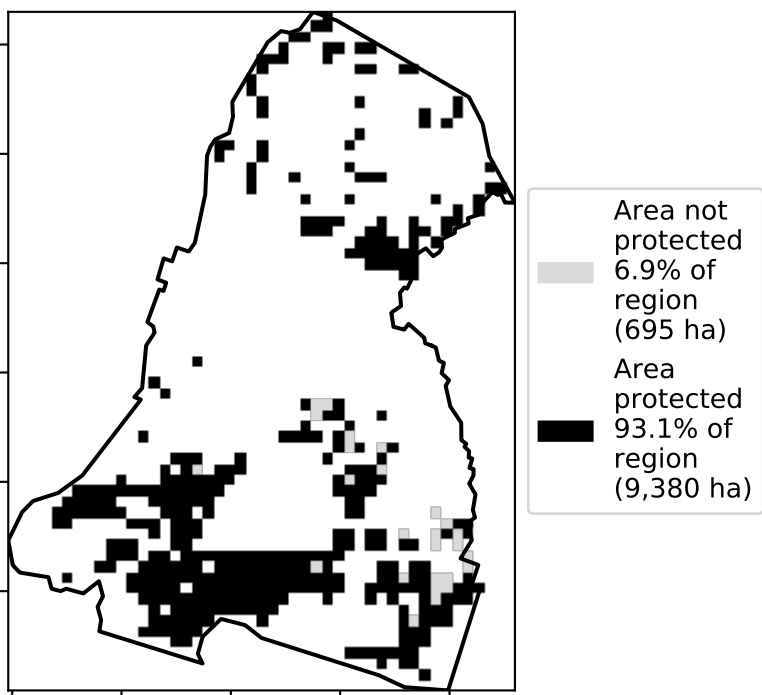 Area not
protected
6.9% of
region
(695 ha)
Area
protected
93.1% of
region
(9,380 ha)